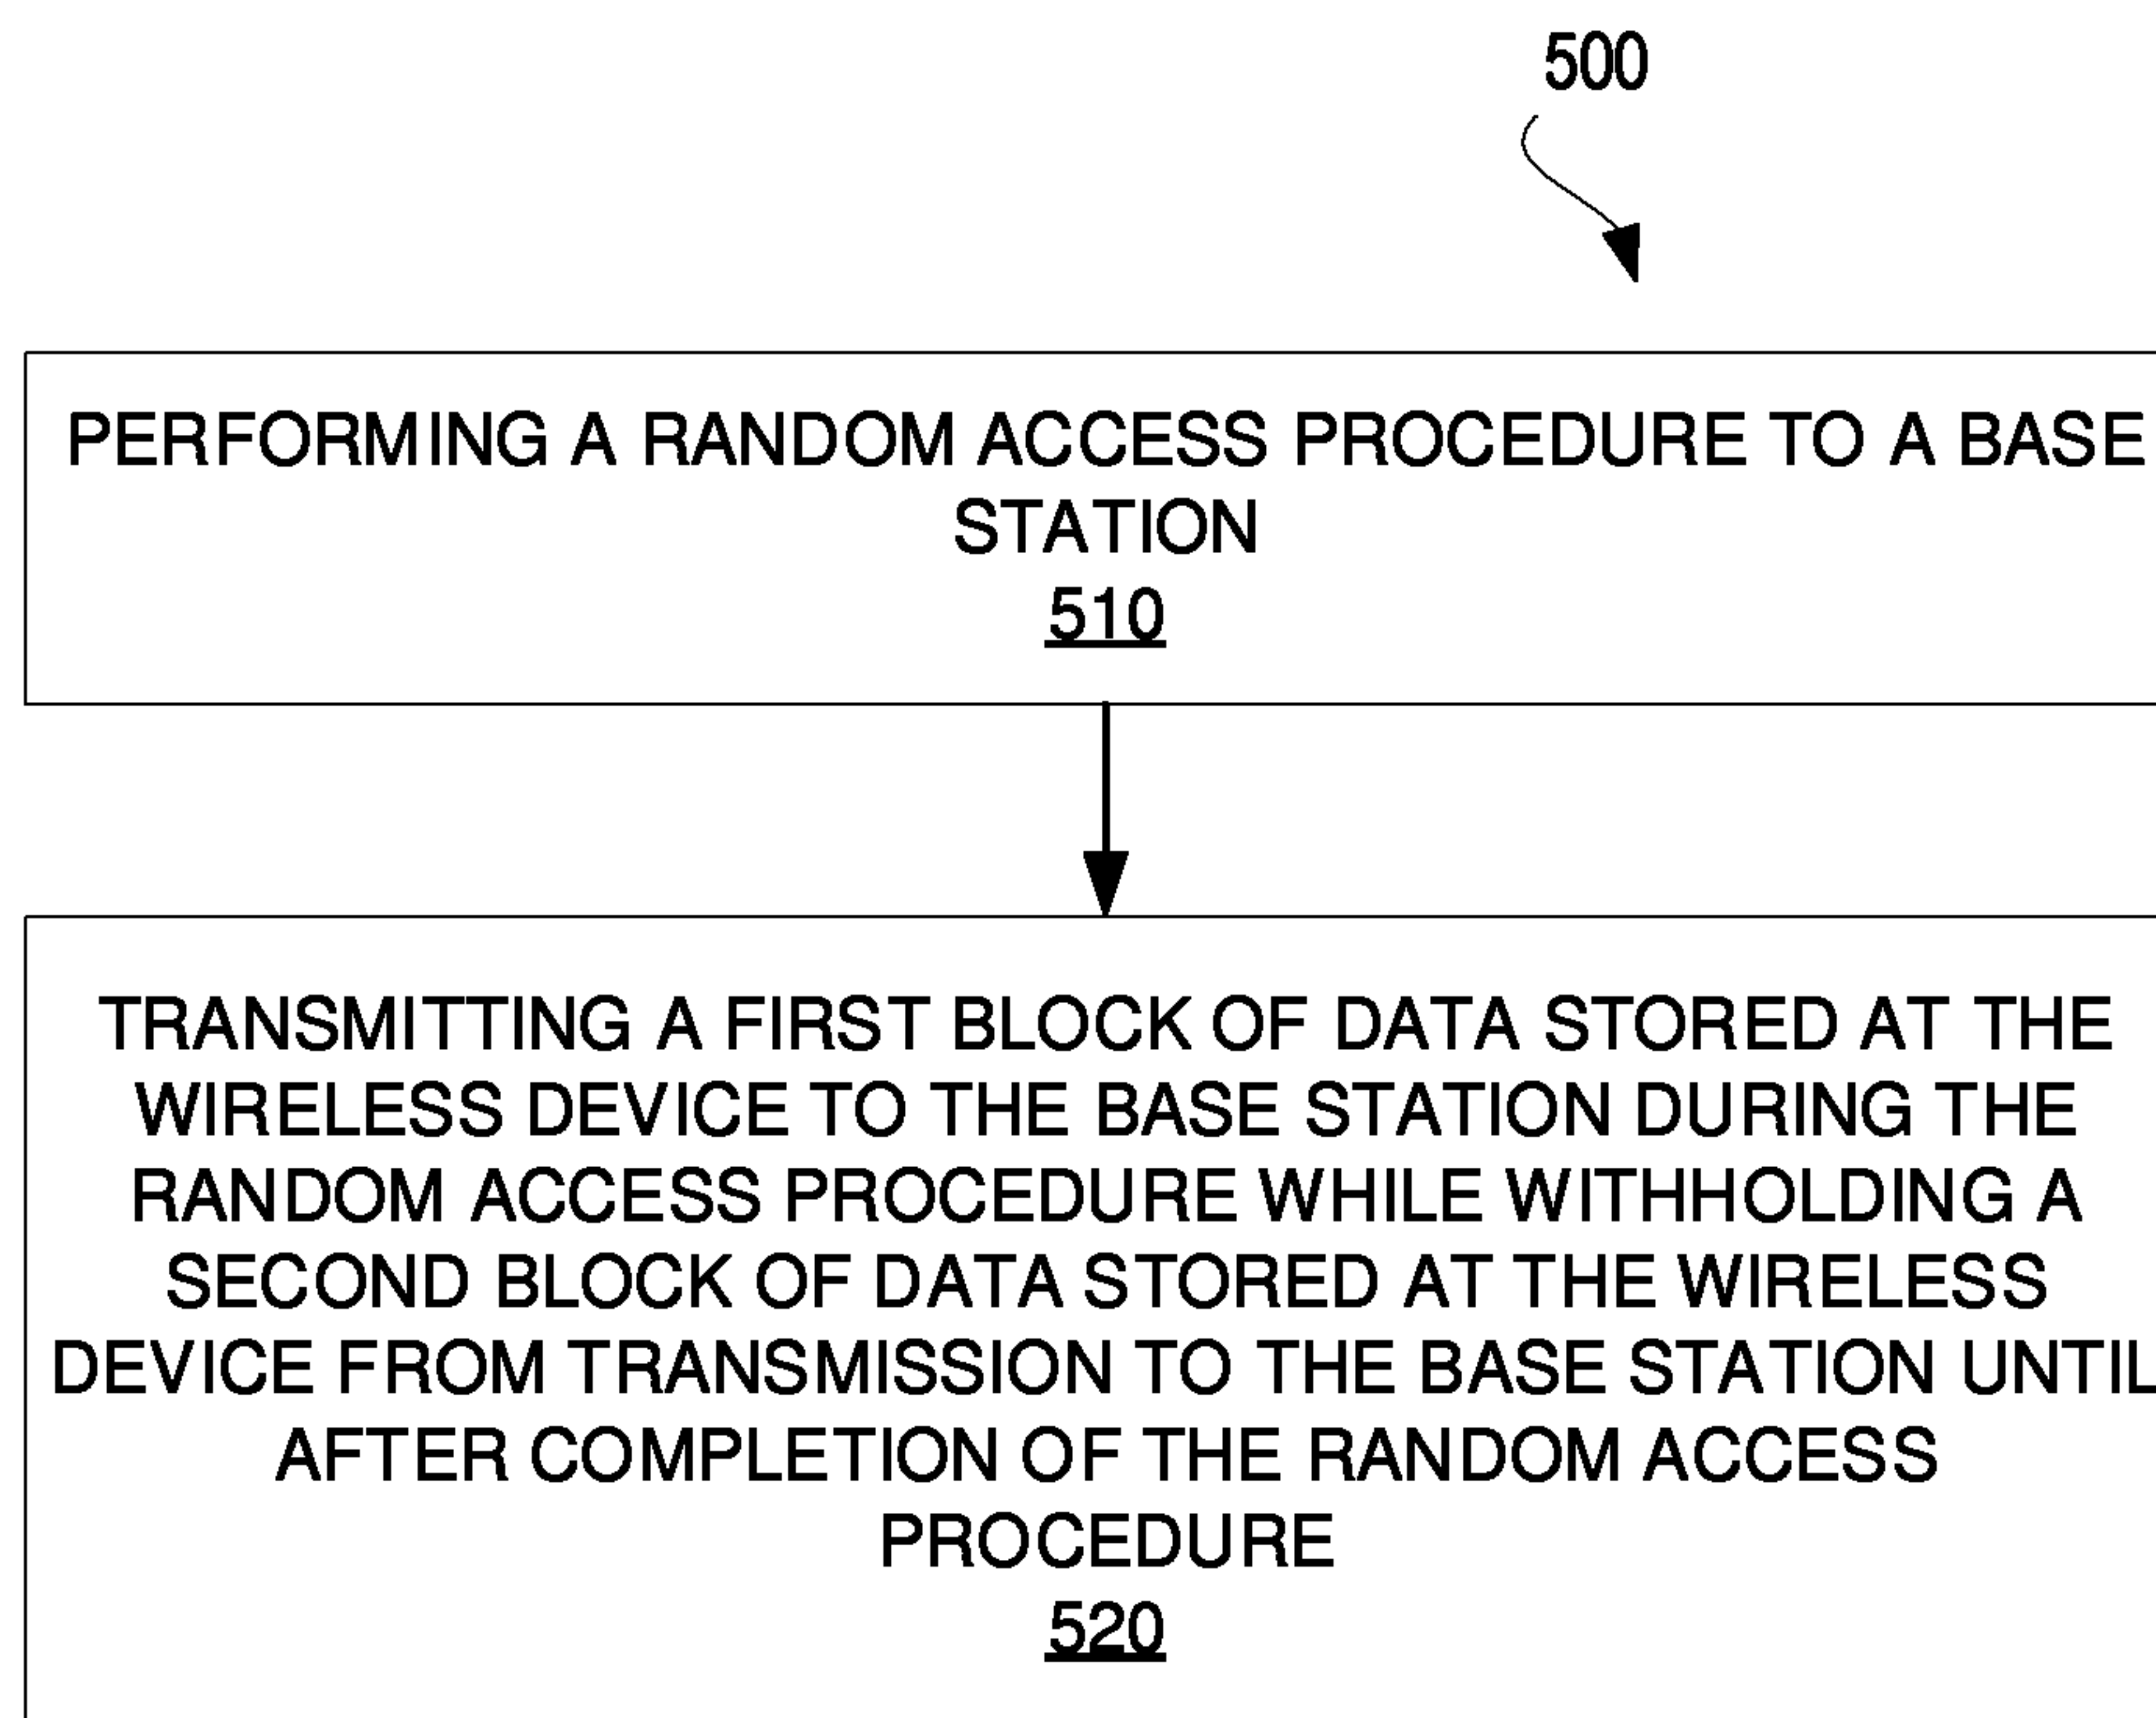 500
PERFORMING A RANDOM ACCESS PROCEDURE TO A BASE
STATION
510
TRANSMITTING A FIRST BLOCK OF DATA STORED AT THE
WIRELESS DEVICE TO THE BASE STATION DURING THE
RANDOM ACCESS PROCEDURE WHILE WITHHOLDING A
SECOND BLOCK OF DATA STORED AT THE WIRELESS
DEVICE FROM TRANSMISSION TO THE BASE STATION UNTIL
AFTER COMPLETION OF THE RANDOM ACCESS
PROCEDURE
520